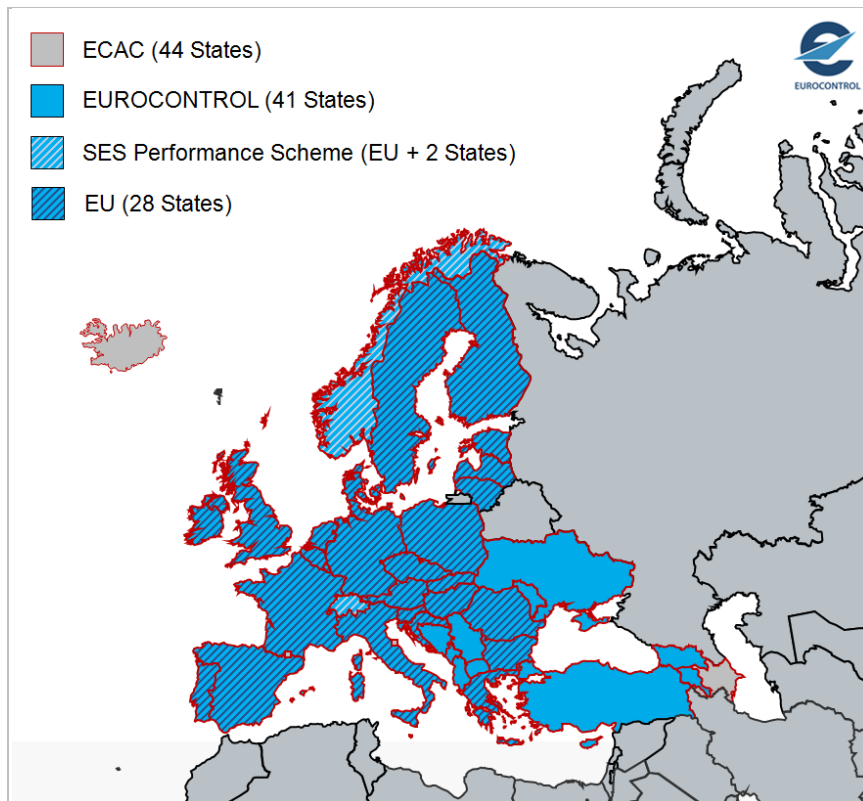 ECAC (44 States)
EUROCONTROL (41 States)
SES Performance Scheme (EU + 2 States)
EU (28 States)
EUROCONTROL